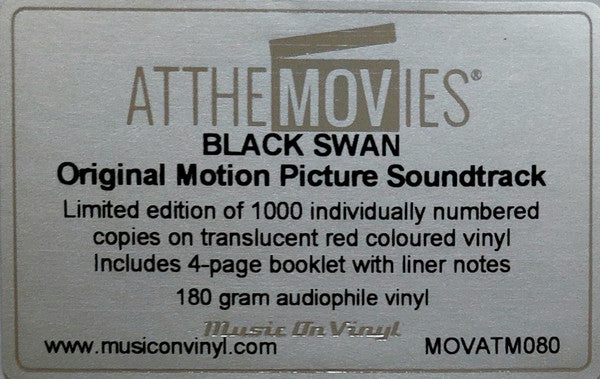 ATTHEMOVIES®
BLACK SWAN
Original Motion Picture Soundtrack
Limited edition of 1000 individually numbered
copies on translucent red coloured vinyl
Includes 4-page booklet with liner notes
180 gram audiophile vinyl
Music On Vinyl
www.musiconvinyl.com MOVATM080